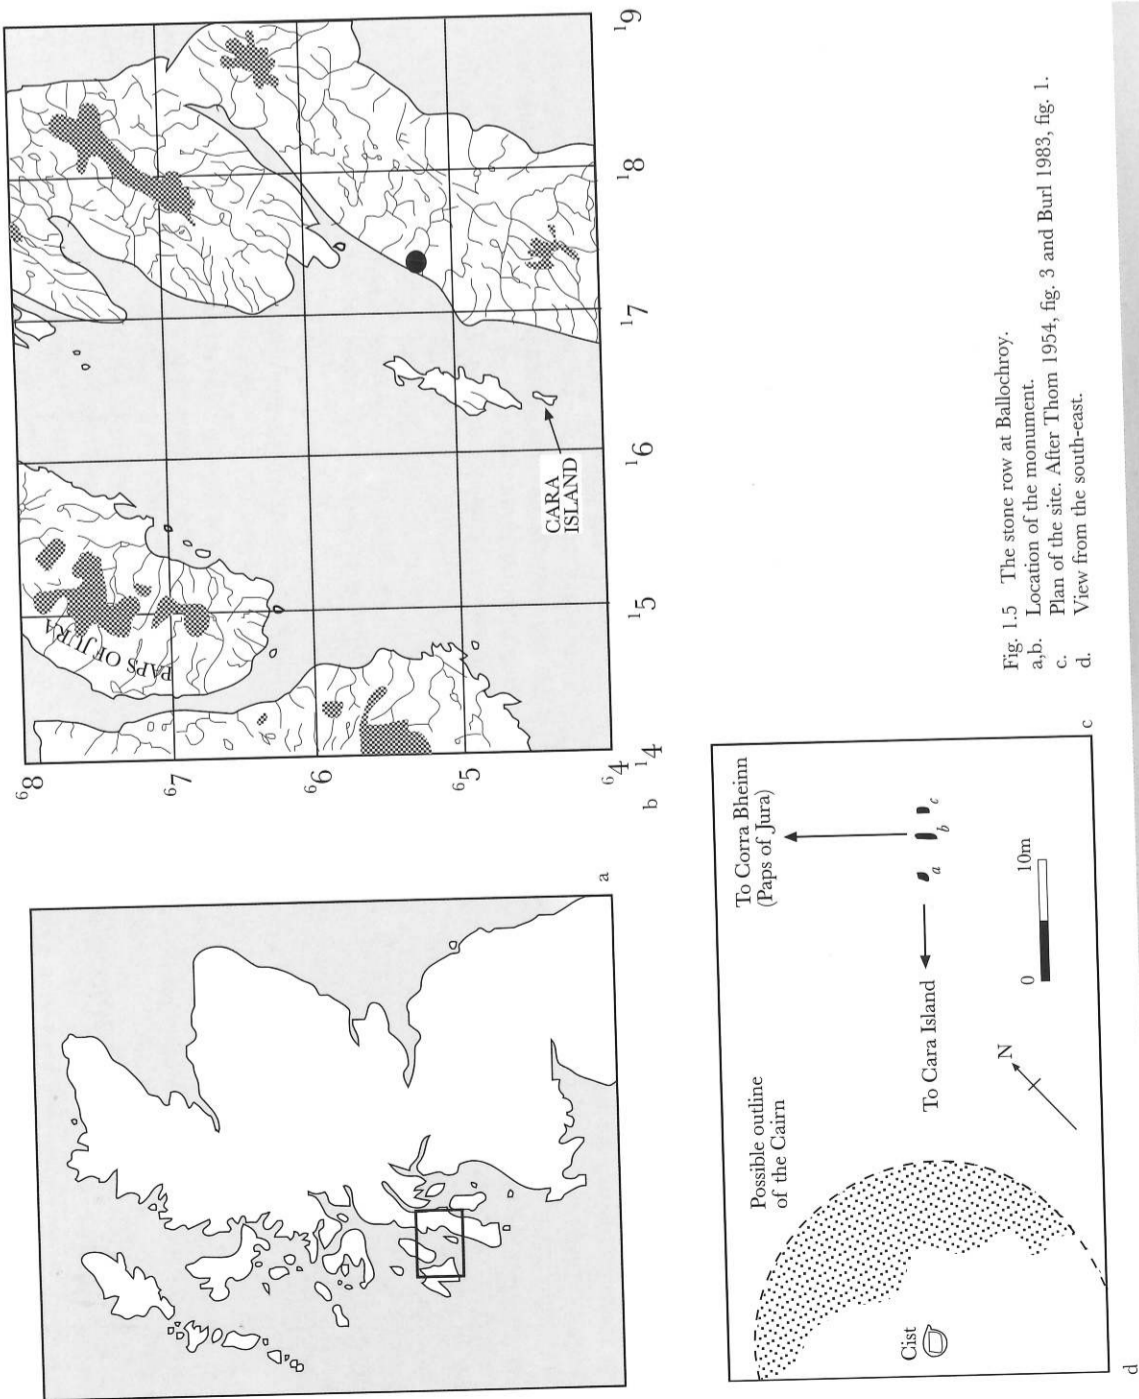 a
⁶8
⁶7
⁶6
⁶5
⁶4
¹4
¹5
¹6
¹7
¹8
¹9
PAPS OF JURA
CARA
ISLAND
b
Possible outline
of the Cairn
To Corra Bheinn
(Paps of Jura)
To Cara Island
a
b
c
Cist
N
0
10m
c
d
Fig. 1.5 The stone row at Ballochroy.
a,b. Location of the monument.
c. Plan of the site. After Thom 1954, fig. 3 and Burl 1983, fig. 1.
d. View from the south-east.